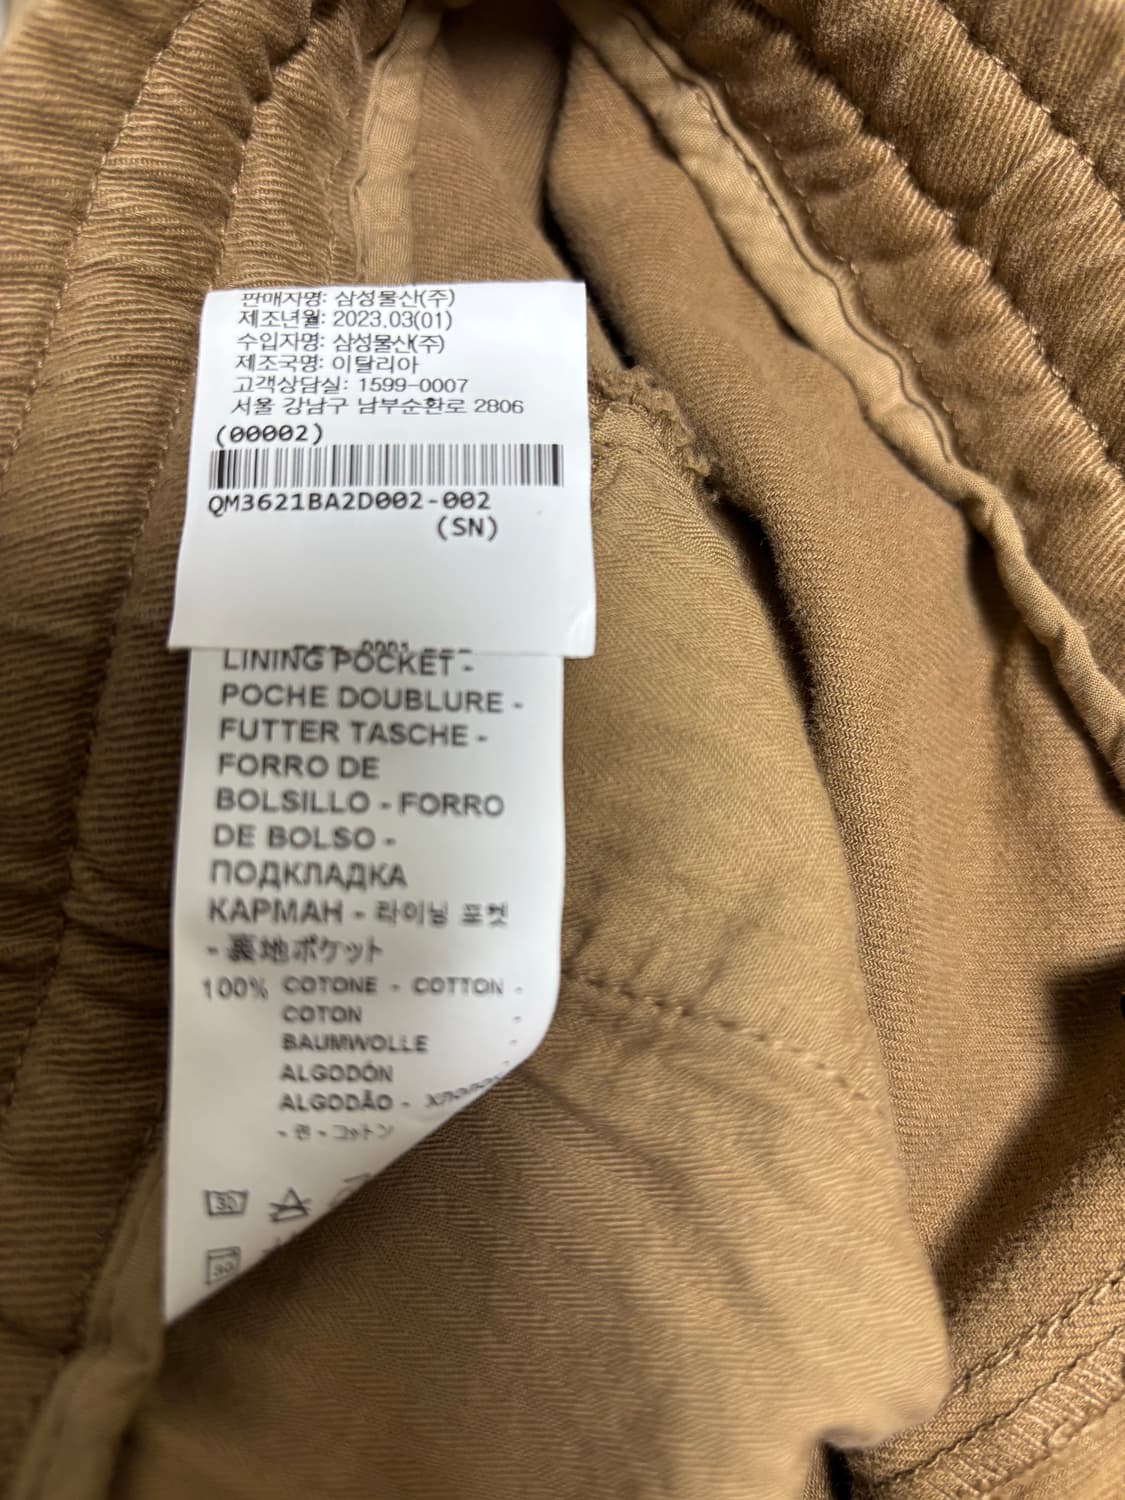 판매자명: 삼성물산(주)
제조년월: 2023.03(01)
수입자명: 삼성물산(주)
제조국명: 이탈리아
고객상담실: 1599-0007
서울 강남구 남부순환로 2806
(00002)
QM3621BA2D002-002
(SN)
LINING POCKET -
POCHE DOUBLURE -
FUTTER TASCHE -
FORRO DE
BOLSILLO - FORRO
DE BOLSO -
ПОДКЛАДКА
КАРМАН - 라이닝 포켓
- 裏地ポケット
100% COTONE - COTTON -
COTON -
BAUMWOLLE -
ALGODÓN
ALGODÃO -
- 면 - コットン
30
30